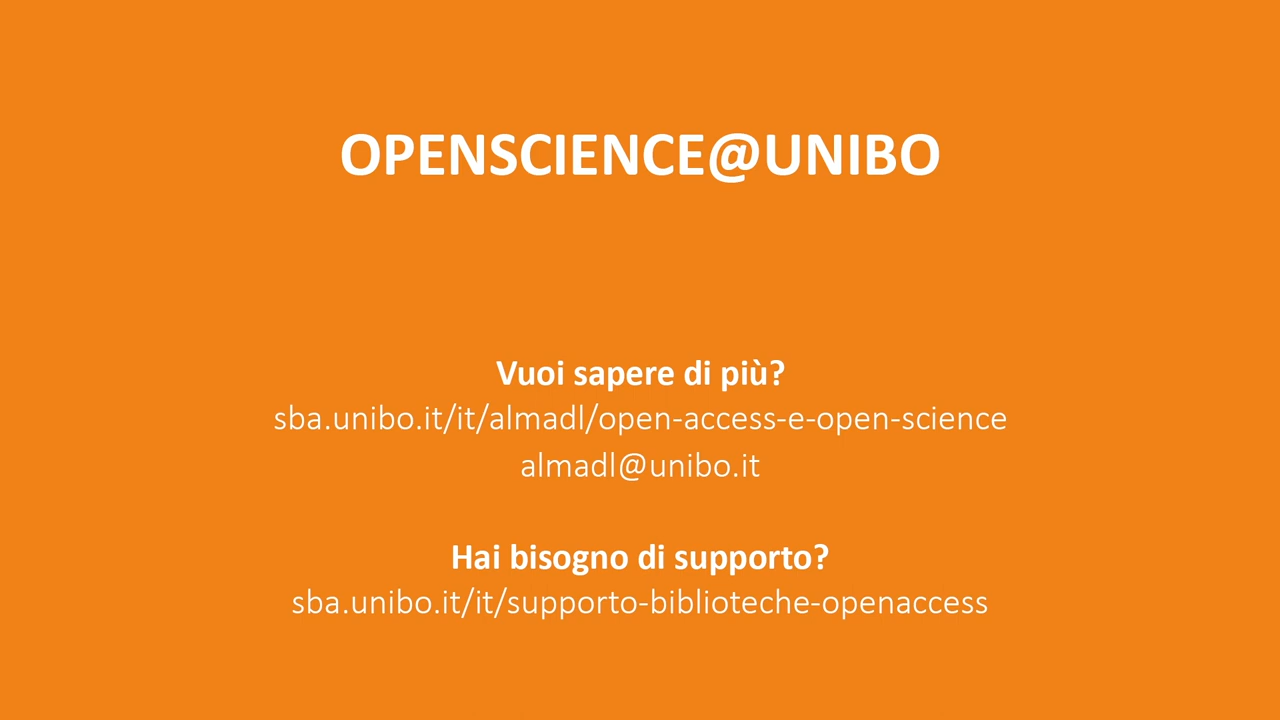 OPENSCIENCE@UNIBO
Vuoi sapere di più?
sba.unibo.it/it/almadl/open-access-e-open-science
almadl@unibo.it
Hai bisogno di supporto?
sba.unibo.it/it/supporto-biblioteche-openaccess